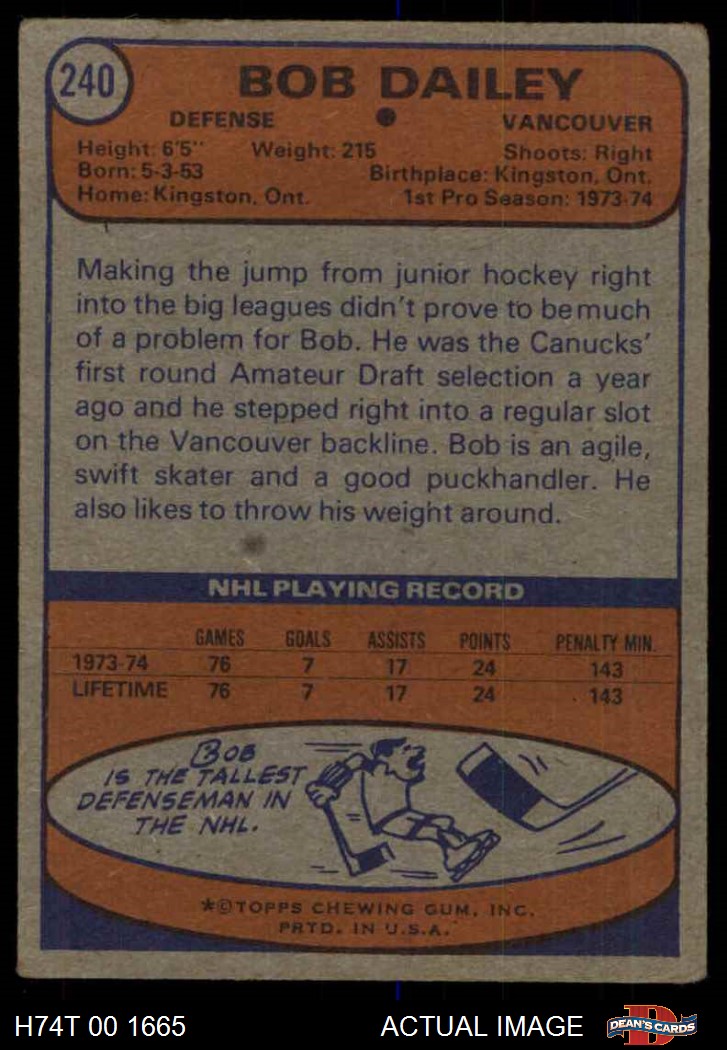 240
BOB DAILEY
DEFENSE ● VANCOUVER
Height: 6'5" Weight: 215 Shoots: Right
Born: 5-3-53 Birthplace: Kingston, Ont.
Home: Kingston, Ont. 1st Pro Season: 1973-74
Making the jump from junior hockey right
into the big leagues didn't prove to be much
of a problem for Bob. He was the Canucks'
first round Amateur Draft selection a year
ago and he stepped right into a regular slot
on the Vancouver backline. Bob is an agile,
swift skater and a good puckhandler. He
also likes to throw his weight around.
NHL PLAYING RECORD
GAMES GOALS ASSISTS POINTS PENALTY MIN.
1973-74 76 7 17 24 143
LIFETIME 76 7 17 24 143
BOB
IS THE TALLEST
DEFENSEMAN IN
THE NHL.
*©TOPPS CHEWING GUM, INC.
PRTD. IN U.S.A.
H74T 00 1665 ACTUAL IMAGE D DEAN'S CARDS